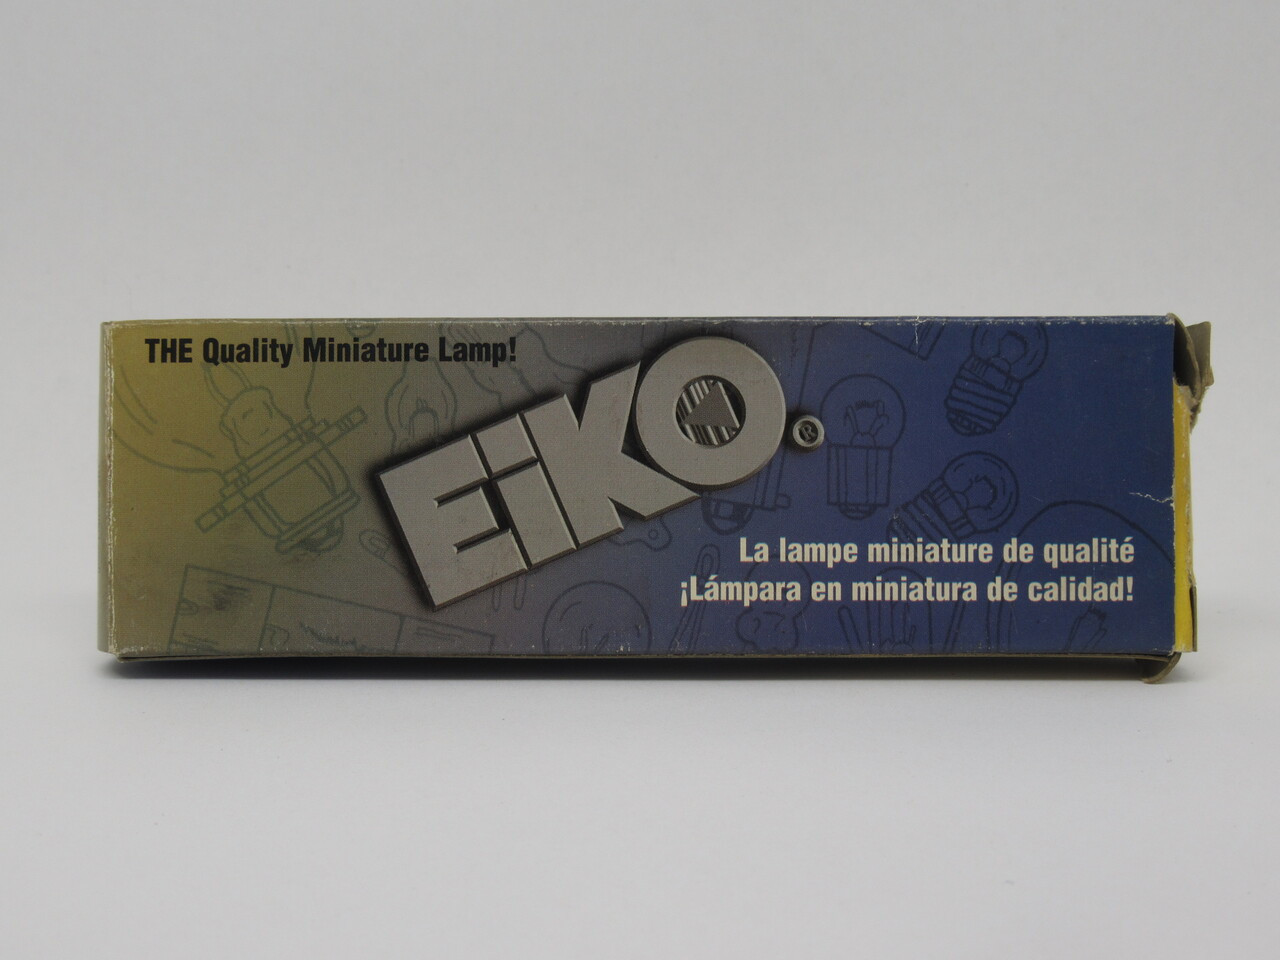 THE Quality Miniature Lamp!
EiKO®
La lampe miniature de qualité
¡Lámpara en miniatura de calidad!